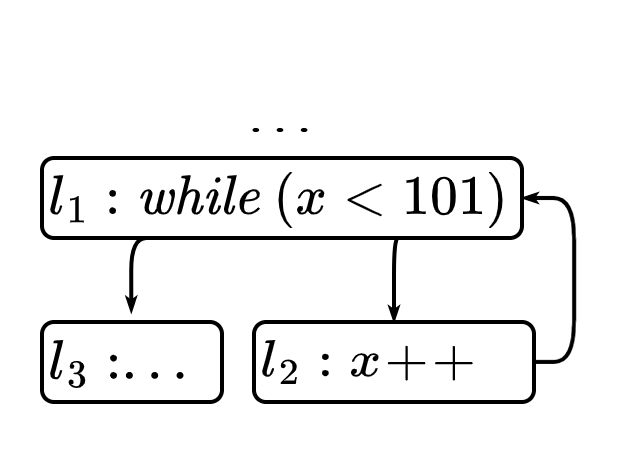 ...
l₁ : while (x < 101)
l₃ :...
l₂ : x++